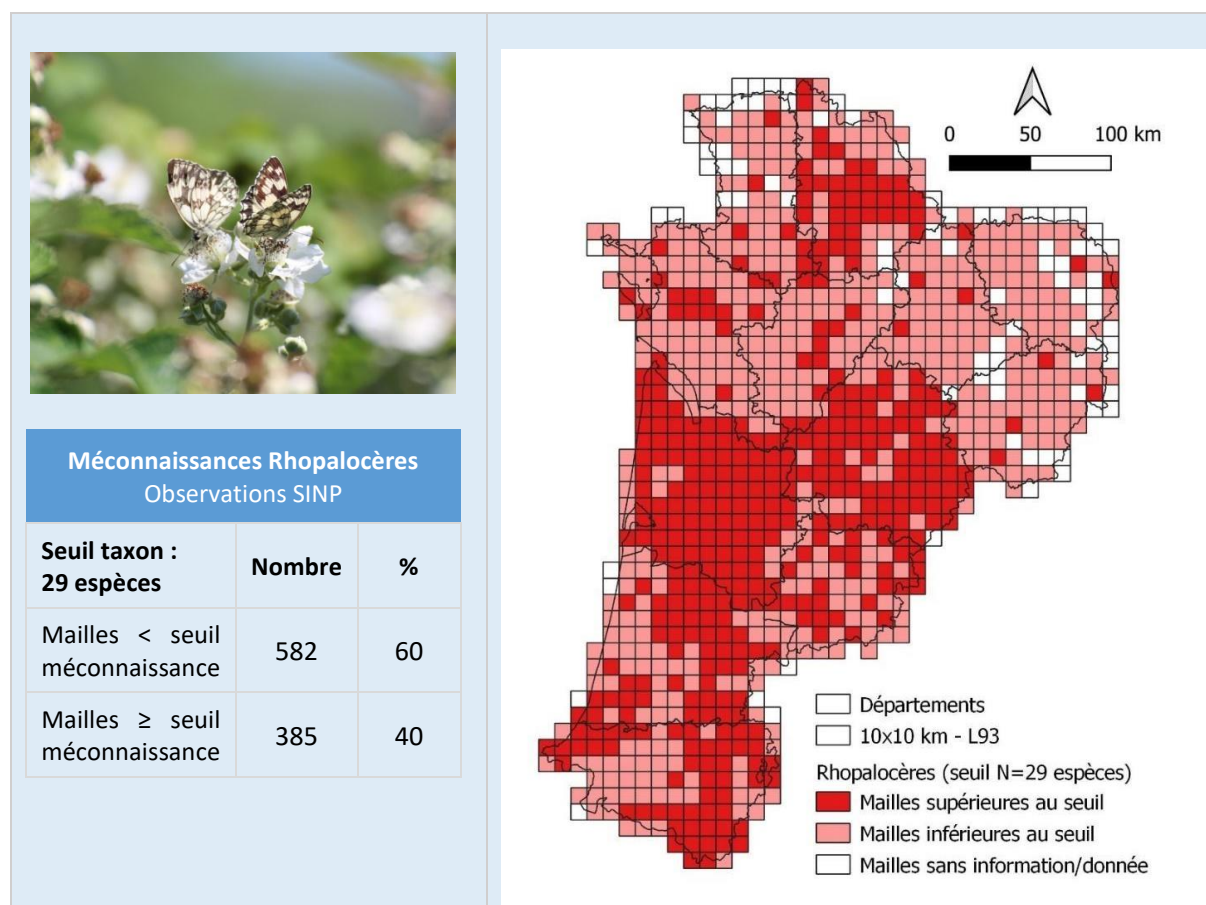 Méconnaissances Rhopalocères
Observations SINP
Seuil taxon :
29 espèces
Nombre
%
Mailles < seuil
méconnaissance
582
60
Mailles ≥ seuil
méconnaissance
385
40
0 50 100 km
Départements
10x10 km - L93
Rhopalocères (seuil N=29 espèces)
Mailles supérieures au seuil
Mailles inférieures au seuil
Mailles sans information/donnée